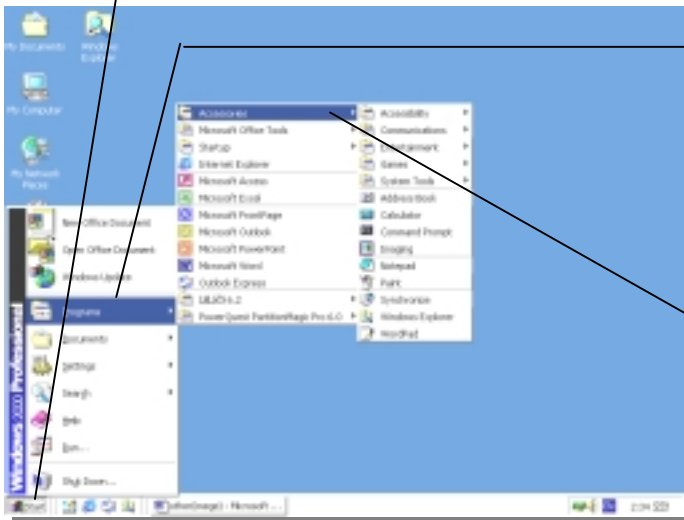 My Documents
Windows Explorer
My Computer
My Network Places
New Office Document
Open Office Document
Windows Update
Programs
Documents
Settings
Search
Help
Run...
Shut Down...
Windows 2000 Professional
Accessories
Microsoft Office Tools
Startup
Internet Explorer
Microsoft Access
Microsoft Excel
Microsoft FrontPage
Microsoft Outlook
Microsoft PowerPoint
Microsoft Word
Outlook Express
PowerQuest PartitionMagic Pro 6.0
Accessibility
Communications
Entertainment
Games
System Tools
Address Book
Calculator
Command Prompt
Imaging
Notepad
Paint
Synchronize
Windows Explorer
WordPad
Start
Microsoft ...